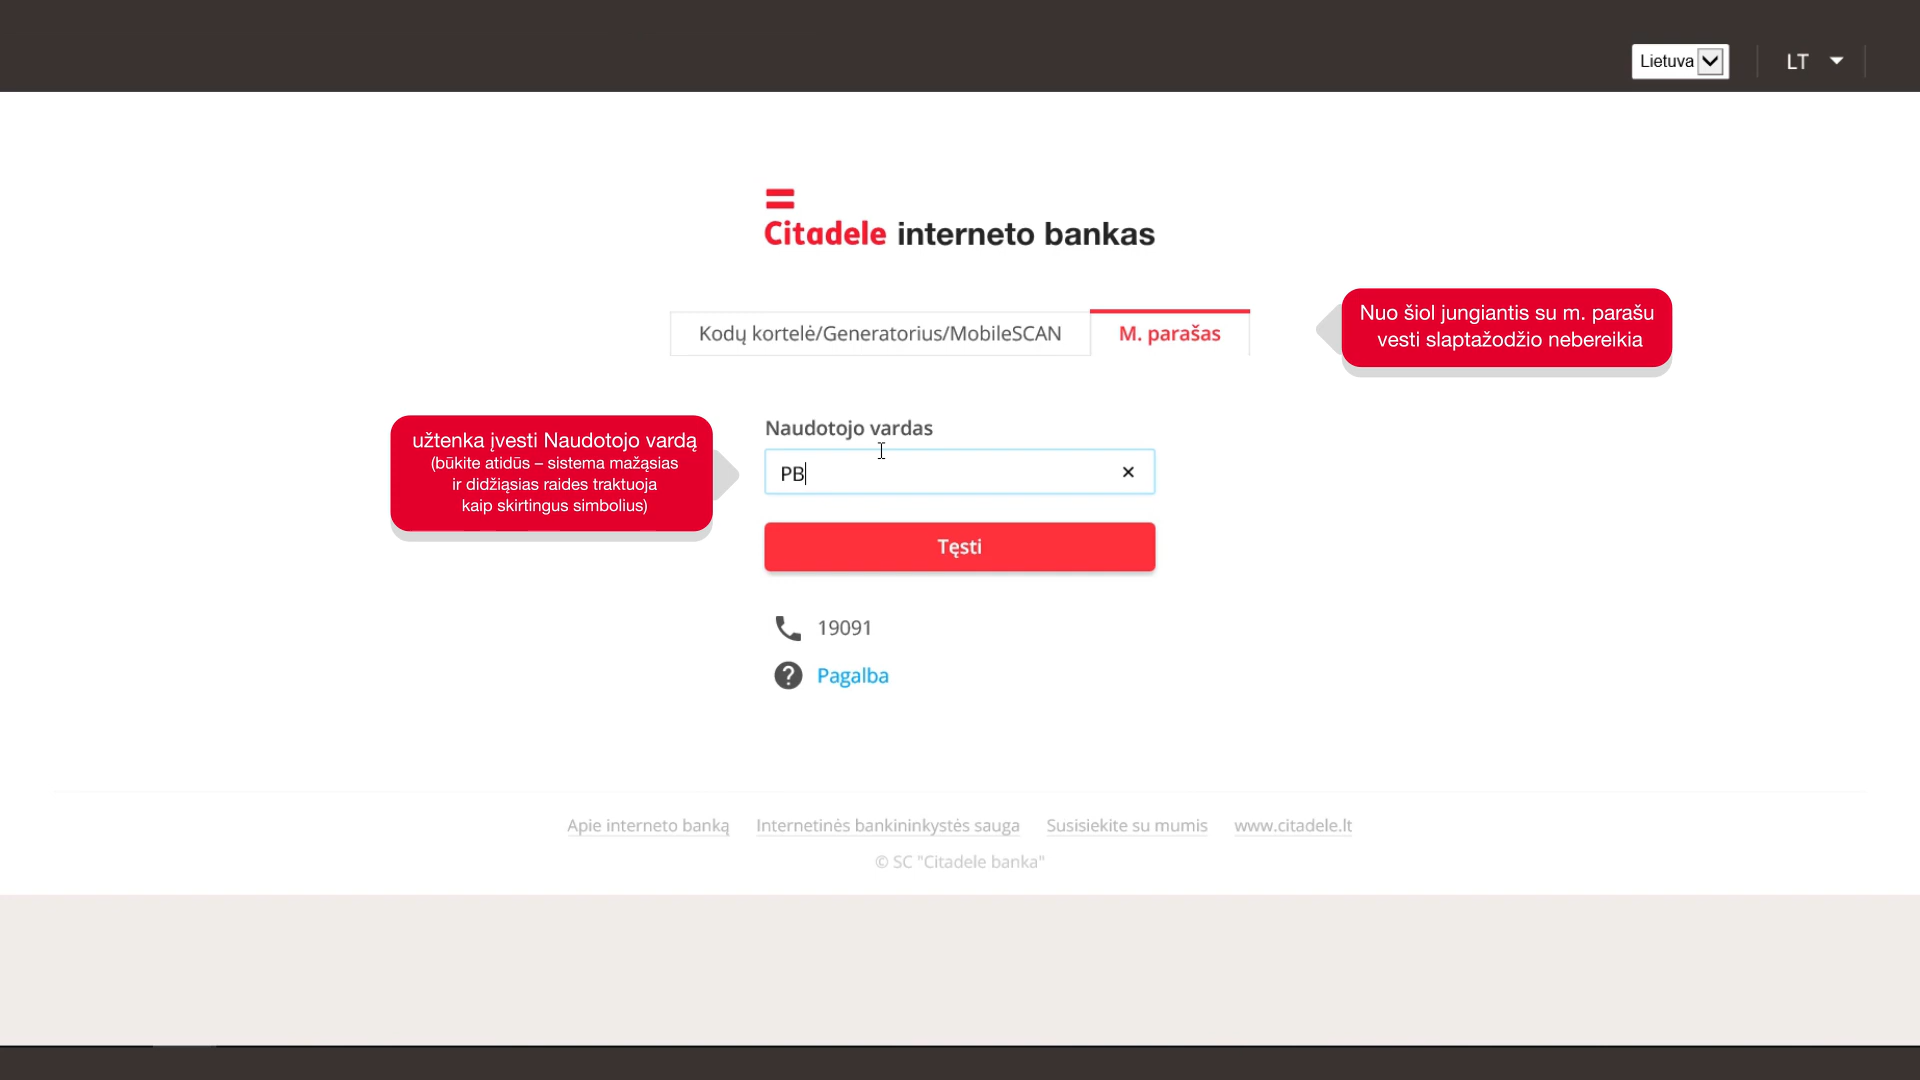 Lietuva
LT
Citadele interneto bankas
Kodų kortelė/Generatorius/MobileSCAN
M. parašas
Nuo šiol jungiantis su m. parašu
vesti slaptažodžio nebereikia
užtenka įvesti Naudotojo vardą
(būkite atidūs – sistema mažąsias
ir didžiąsias raides traktuoja
kaip skirtingus simbolius)
Naudotojo vardas
PB
Tęsti
19091
Pagalba
Apie interneto banką
Internetinės bankininkystės sauga
Susisiekite su mumis
www.citadele.lt
© SC "Citadele banka"